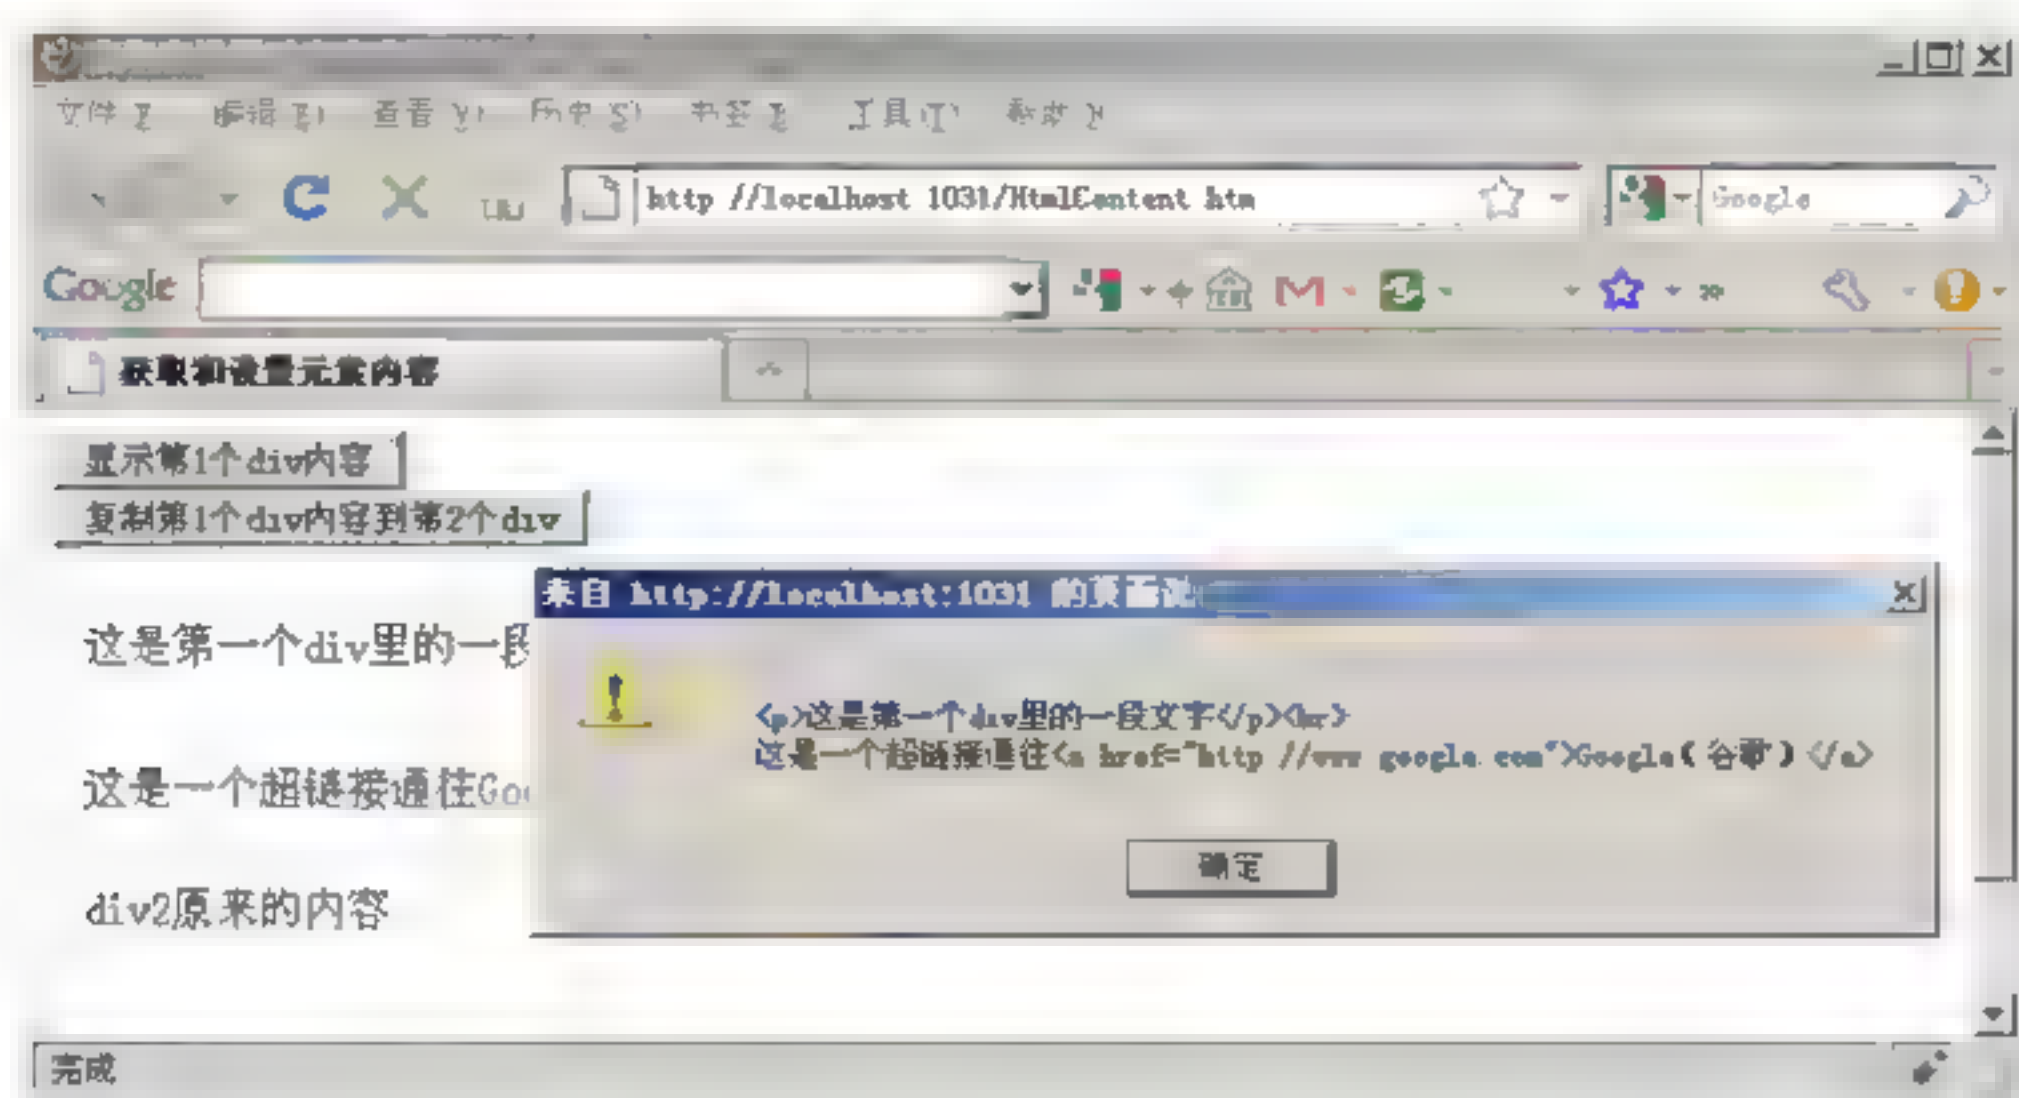 文件 编辑(E) 查看(V) 历史(S) 书签 工具(T) 帮助
http //localhost 1031/HtmlContent htm
Google
Google
获取和设置元素内容
显示第1个div内容
复制第1个div内容到第2个div
来自 http://localhost:1031 的页面说
这是第一个div里的一段
<p>这是第一个div里的一段文字</p><br>
这是一个超链接通往<a href="http //www google com">Google(谷歌)</a>
这是一个超链接通往Goo
确定
div2原来的内容
完成